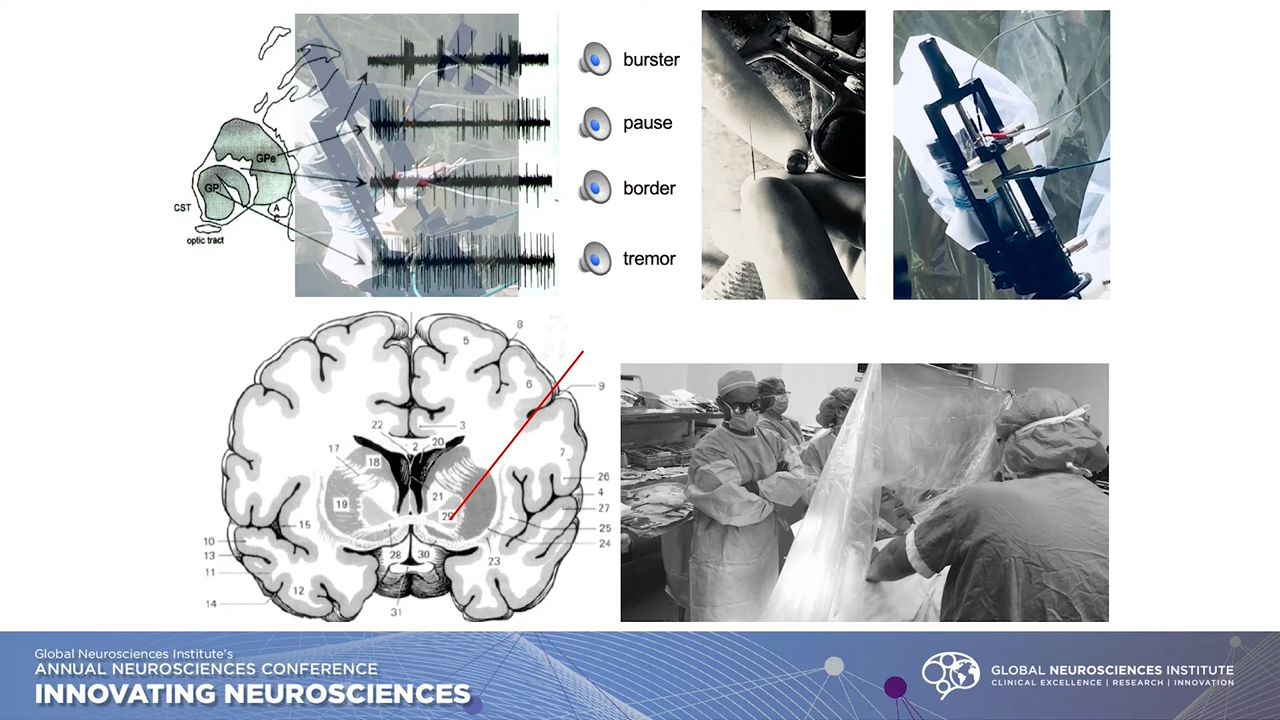 burster
pause
border
tremor
GPe
GPi
CST
A
optic tract
8
5
6
9
3
22
2
20
17
18
7
26
21
4
19
27
29
15
25
10
24
13
28
30
23
11
12
14
31
Global Neurosciences Institute's
ANNUAL NEUROSCIENCES CONFERENCE
INNOVATING NEUROSCIENCES
GLOBAL NEUROSCIENCES INSTITUTE
CLINICAL EXCELLENCE | RESEARCH | INNOVATION